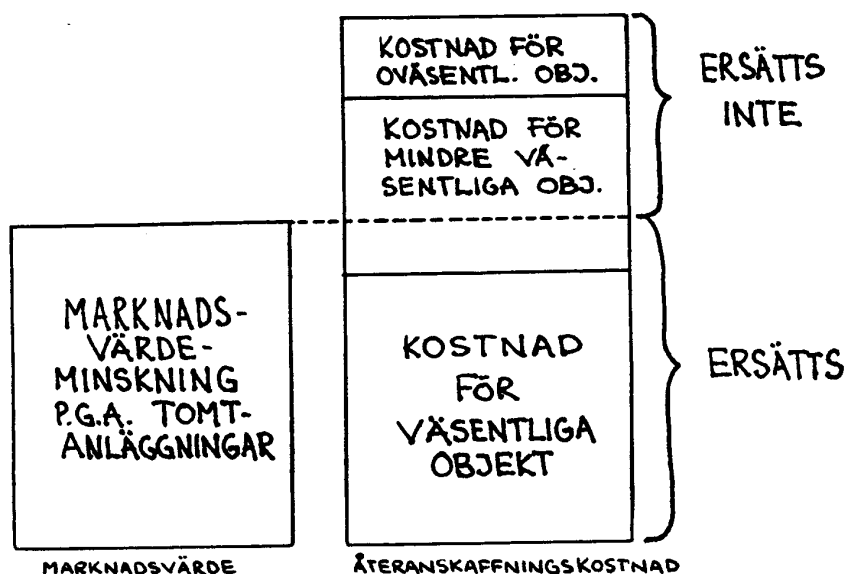 KOSTNAD FÖR
OVÄSENTL. OBJ.
KOSTNAD FÖR
MINDRE VÄ-
SENTLIGA OBJ.
ERSÄTTS
INTE
MARKNADS-
VÄRDE-
MINSKNING
P.G.A. TOMT-
ANLÄGGNINGAR
KOSTNAD
FÖR
VÄSENTLIGA
OBJEKT
ERSÄTTS
MARKNADSVÄRDE
ÅTERANSKAFFNINGSKOSTNAD